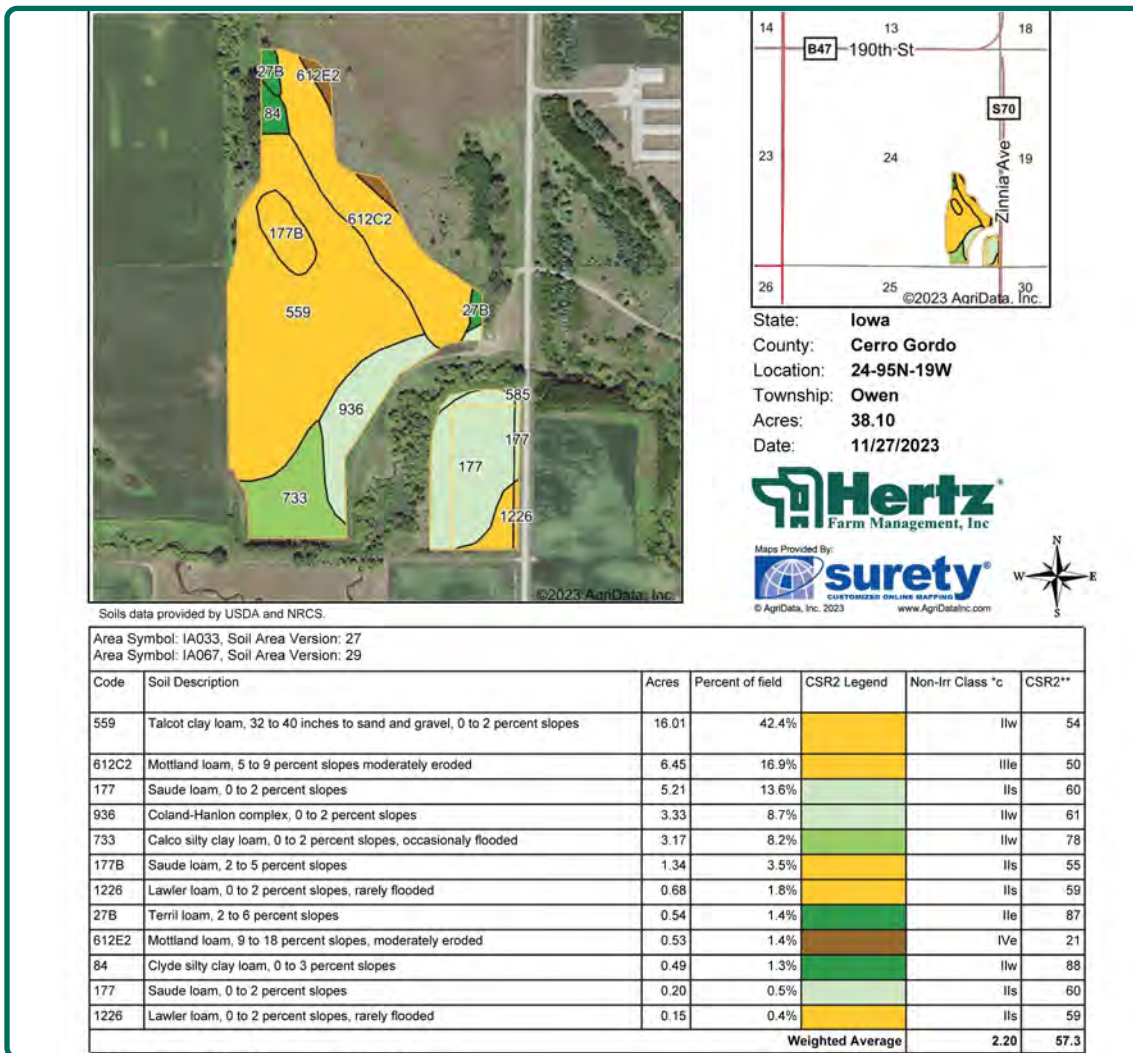 27B
612E2
84
177B
612C2
559
27B
936
585
177
177
733
1226
©2023 AgriData, Inc.
Soils data provided by USDA and NRCS.
14 13 18
B47 190th St
S70
23 24 19
Zinnia Ave
26 25 30
©2023 AgriData, Inc.
State: Iowa
County: Cerro Gordo
Location: 24-95N-19W
Township: Owen
Acres: 38.10
Date: 11/27/2023
Hertz®
Farm Management, Inc
Maps Provided By:
surety®
CUSTOMIZED ONLINE MAPPING
© AgriData, Inc. 2023 www.AgriDataInc.com
N
W E
S
Area Symbol: IA033, Soil Area Version: 27
Area Symbol: IA067, Soil Area Version: 29
Code Soil Description Acres Percent of field CSR2 Legend Non-Irr Class *c CSR2**
559 Talcot clay loam, 32 to 40 inches to sand and gravel, 0 to 2 percent slopes 16.01 42.4% IIw 54
612C2 Mottland loam, 5 to 9 percent slopes moderately eroded 6.45 16.9% IIIe 50
177 Saude loam, 0 to 2 percent slopes 5.21 13.6% IIs 60
936 Coland-Hanlon complex, 0 to 2 percent slopes 3.33 8.7% IIw 61
733 Calco silty clay loam, 0 to 2 percent slopes, occasionaly flooded 3.17 8.2% IIw 78
177B Saude loam, 2 to 5 percent slopes 1.34 3.5% IIs 55
1226 Lawler loam, 0 to 2 percent slopes, rarely flooded 0.68 1.8% IIs 59
27B Terril loam, 2 to 6 percent slopes 0.54 1.4% IIe 87
612E2 Mottland loam, 9 to 18 percent slopes, moderately eroded 0.53 1.4% IVe 21
84 Clyde silty clay loam, 0 to 3 percent slopes 0.49 1.3% IIw 88
177 Saude loam, 0 to 2 percent slopes 0.20 0.5% IIs 60
1226 Lawler loam, 0 to 2 percent slopes, rarely flooded 0.15 0.4% IIs 59
Weighted Average 2.20 57.3